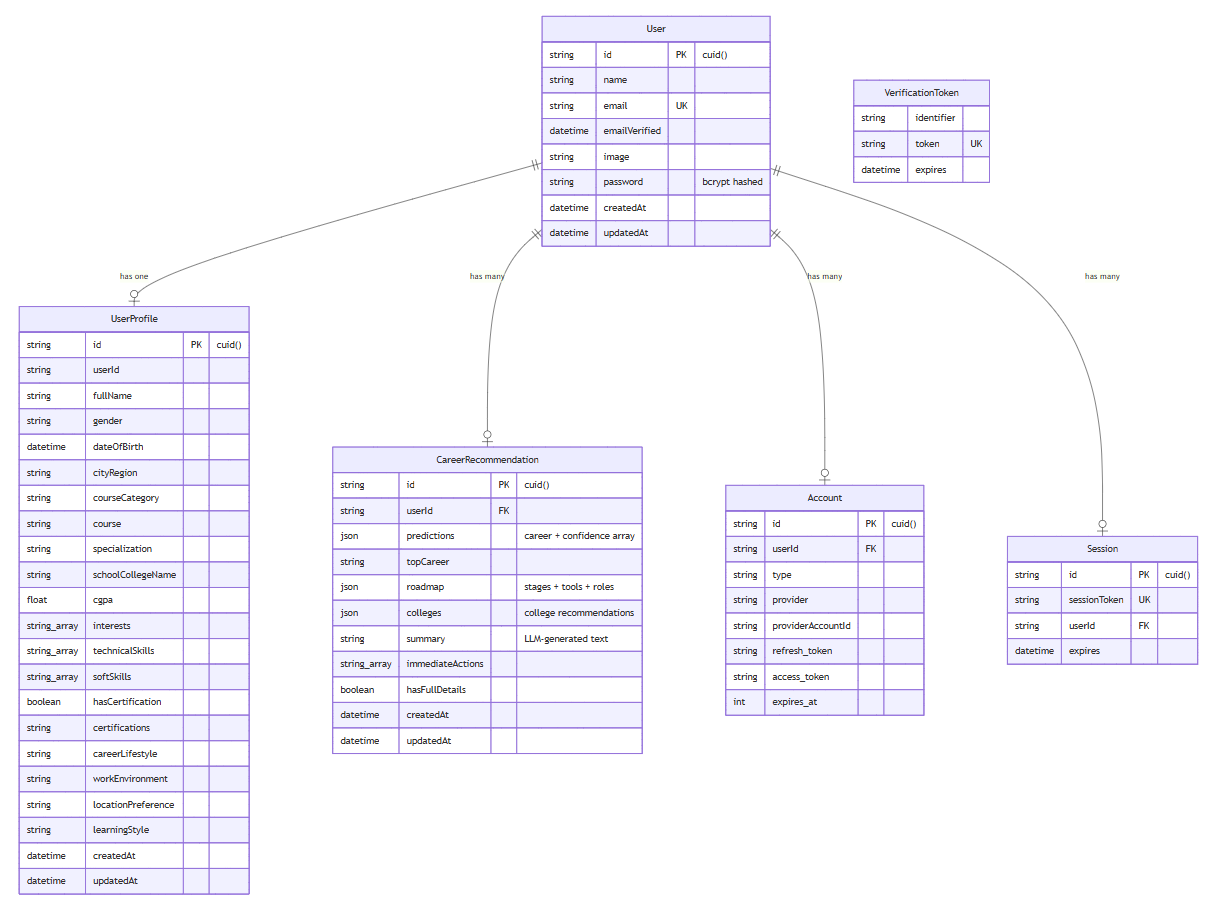 User
string id PK cuid()
string name
string email UK
datetime emailVerified
string image
string password bcrypt hashed
datetime createdAt
datetime updatedAt
VerificationToken
string identifier
string token UK
datetime expires
has one
has many
has many
has many
UserProfile
string id PK cuid()
string userId
string fullName
string gender
datetime dateOfBirth
string cityRegion
string courseCategory
string course
string specialization
string schoolCollegeName
float cgpa
string_array interests
string_array technicalSkills
string_array softSkills
boolean hasCertification
string certifications
string careerLifestyle
string workEnvironment
string locationPreference
string learningStyle
datetime createdAt
datetime updatedAt
CareerRecommendation
string id PK cuid()
string userId FK
json predictions career + confidence array
string topCareer
json roadmap stages + tools + roles
json colleges college recommendations
string summary LLM-generated text
string_array immediateActions
boolean hasFullDetails
datetime createdAt
datetime updatedAt
Account
string id PK cuid()
string userId FK
string type
string provider
string providerAccountId
string refresh_token
string access_token
int expires_at
Session
string id PK cuid()
string sessionToken UK
string userId FK
datetime expires